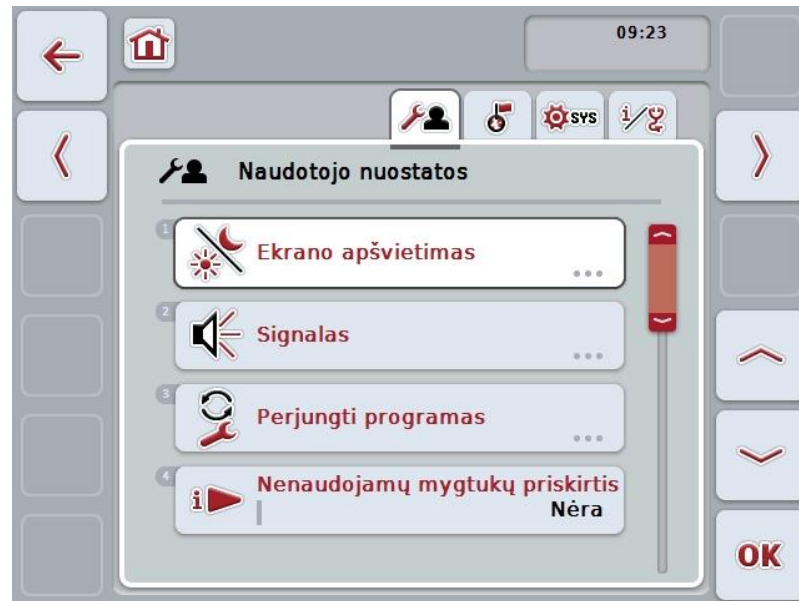 09:23
SYS
i
Naudotojo nuostatos
1
Ekrano apšvietimas
...
2
Signalas
...
3
Perjungti programas
...
4
i
Nenaudojamų mygtukų priskirtis
Nėra
OK